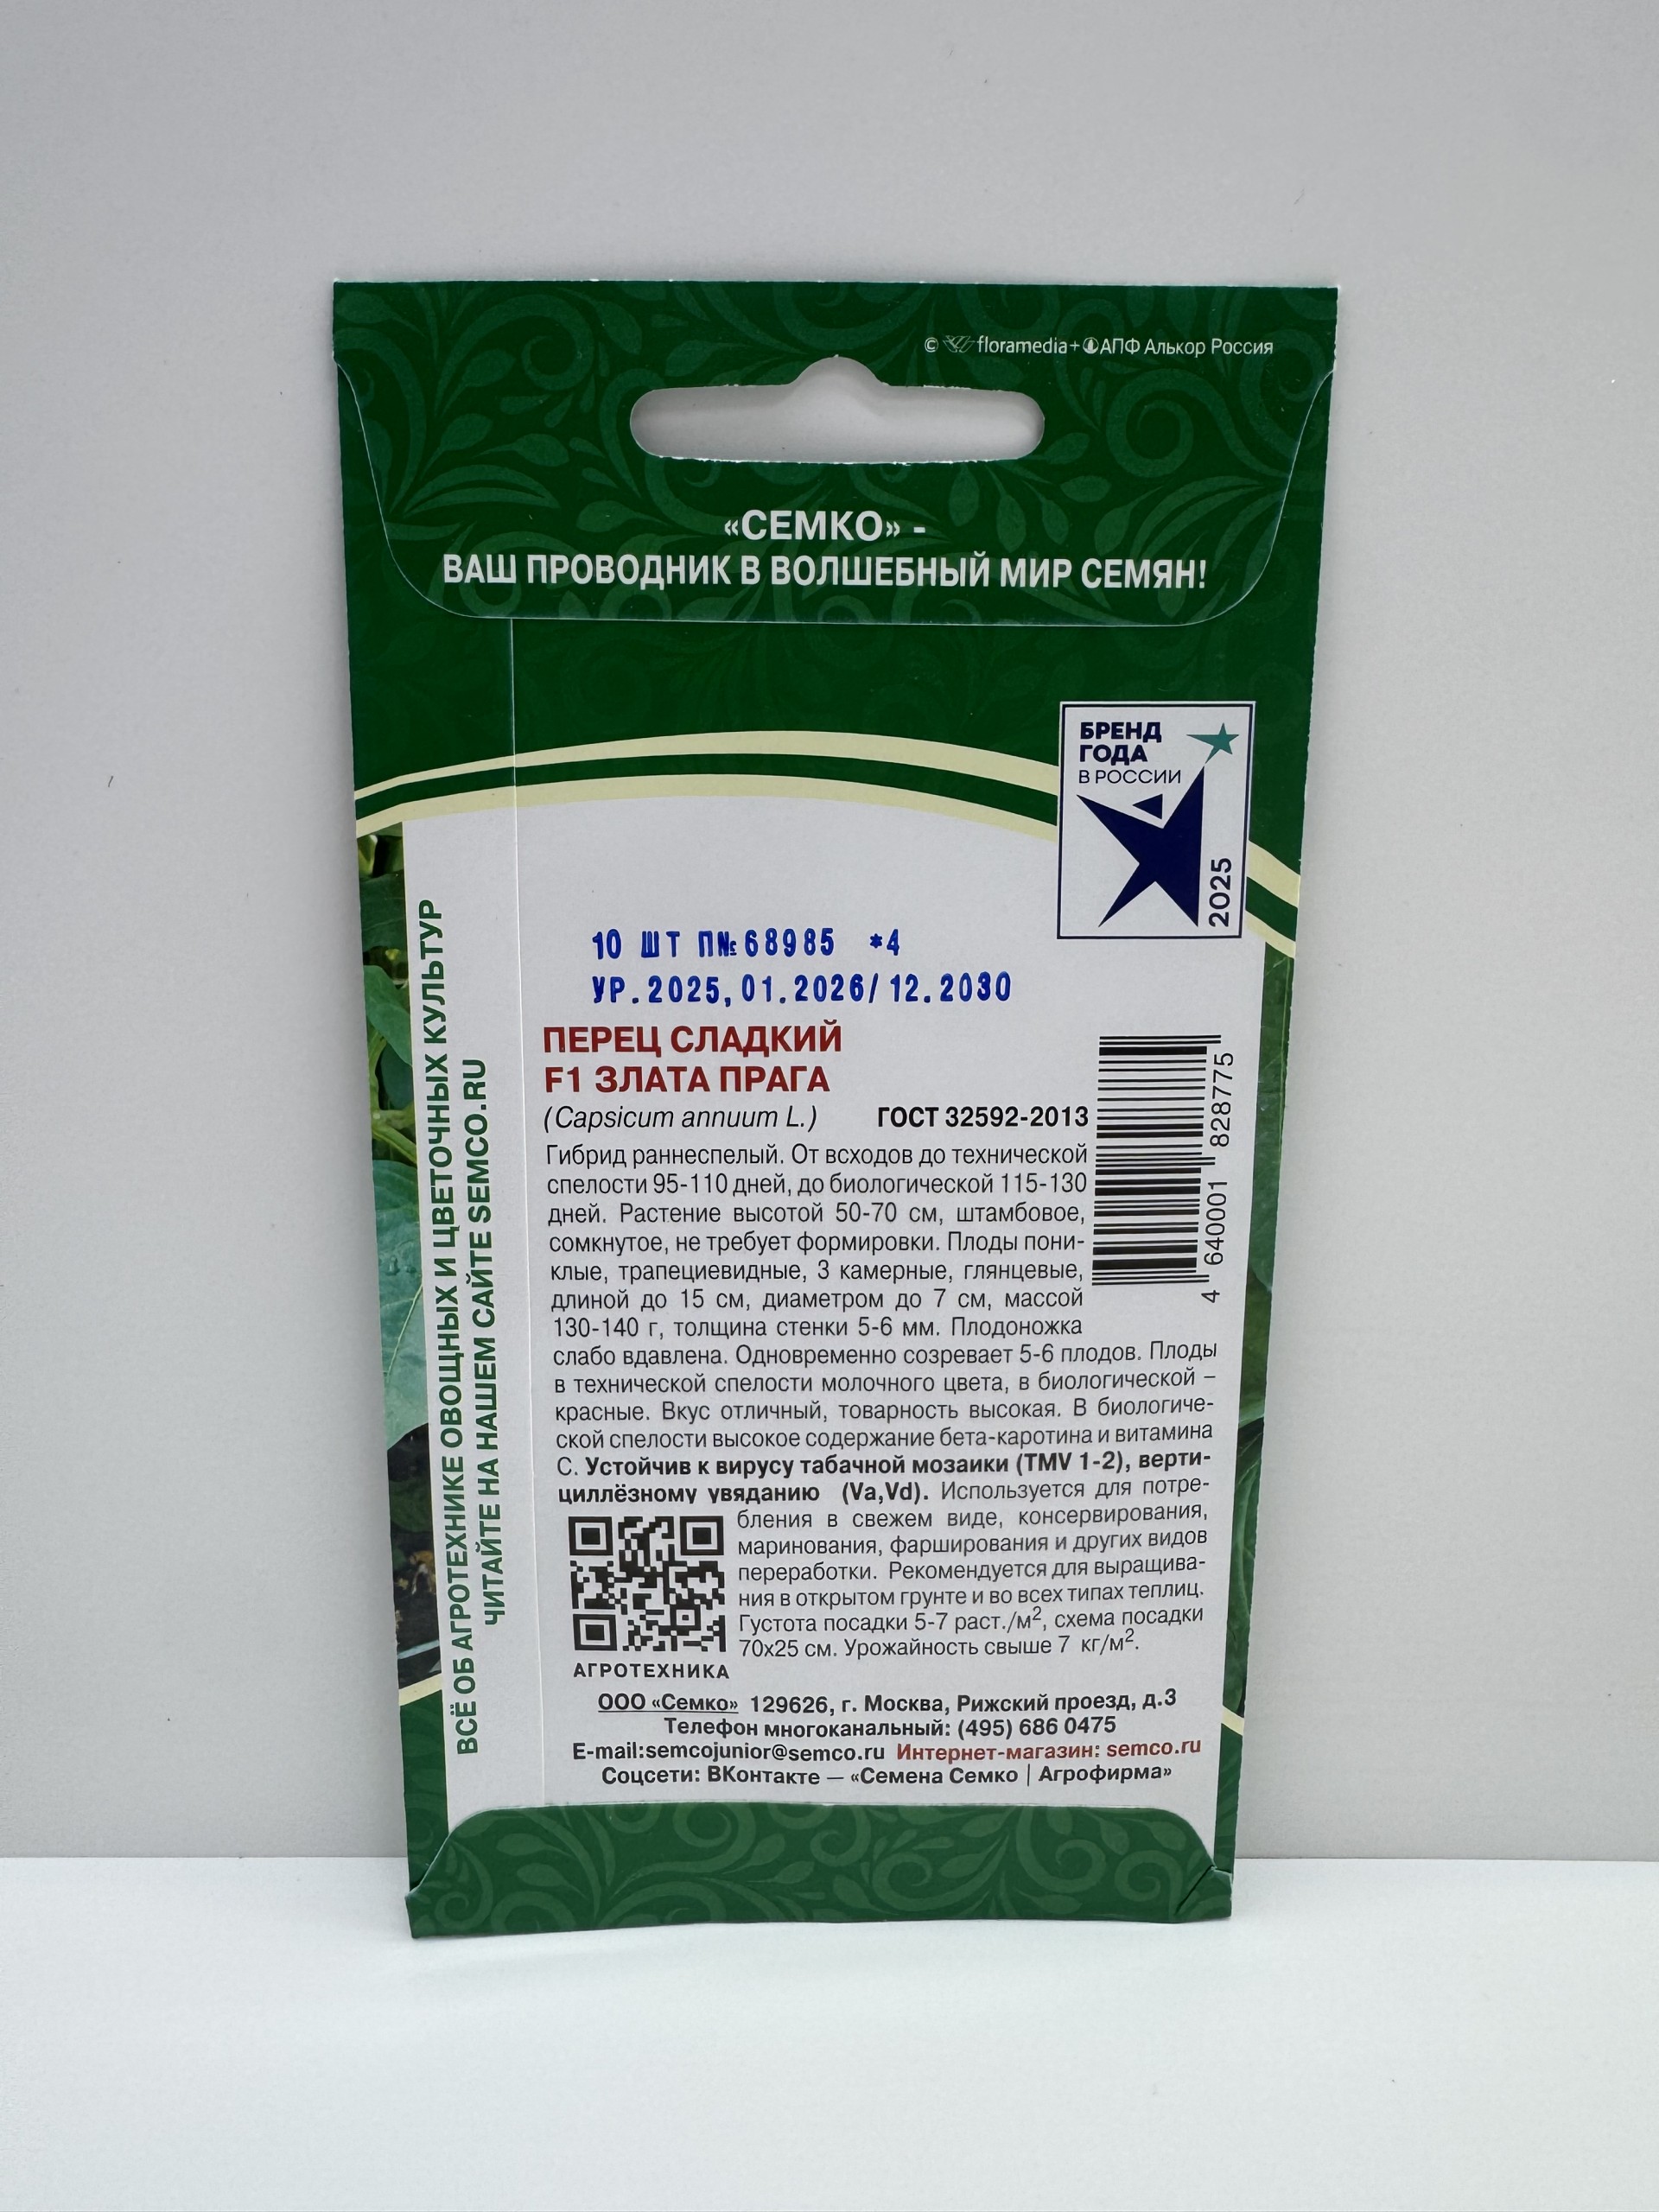 © floramedia+АПФ Алькор Россия
«СЕМКО» -
ВАШ ПРОВОДНИК В ВОЛШЕБНЫЙ МИР СЕМЯН!
БРЕНД
ГОДА
В РОССИИ
2025
10 ШТ П№68985 *4
УР.2025,01.2026/12.2030
ПЕРЕЦ СЛАДКИЙ
F1 ЗЛАТА ПРАГА
(Capsicum annuum L.) ГОСТ 32592-2013
Гибрид раннеспелый. От всходов до технической
спелости 95-110 дней, до биологической 115-130
дней. Растение высотой 50-70 см, штамбовое,
сомкнутое, не требует формировки. Плоды пони-
клые, трапециевидные, 3 камерные, глянцевые,
длиной до 15 см, диаметром до 7 см, массой
130-140 г, толщина стенки 5-6 мм. Плодоножка
слабо вдавлена. Одновременно созревает 5-6 плодов. Плоды
в технической спелости молочного цвета, в биологической –
красные. Вкус отличный, товарность высокая. В биологиче-
ской спелости высокое содержание бета-каротина и витамина
С. Устойчив к вирусу табачной мозаики (TMV 1-2), верти-
циллёзному увяданию (Va,Vd). Используется для потре-
бления в свежем виде, консервирования,
маринования, фарширования и других видов
переработки. Рекомендуется для выращива-
ния в открытом грунте и во всех типах теплиц.
Густота посадки 5-7 раст./м², схема посадки
70х25 см. Урожайность свыше 7 кг/м².
АГРОТЕХНИКА
4 640001 828775
ООО «Семко» 129626, г. Москва, Рижский проезд, д.3
Телефон многоканальный: (495) 686 0475
E-mail:semcojunior@semco.ru Интернет-магазин: semco.ru
Соцсети: ВКонтакте — «Семена Семко | Агрофирма»
ВСЁ ОБ АГРОТЕХНИКЕ ОВОЩНЫХ И ЦВЕТОЧНЫХ КУЛЬТУР
ЧИТАЙТЕ НА НАШЕМ САЙТЕ SEMCO.RU